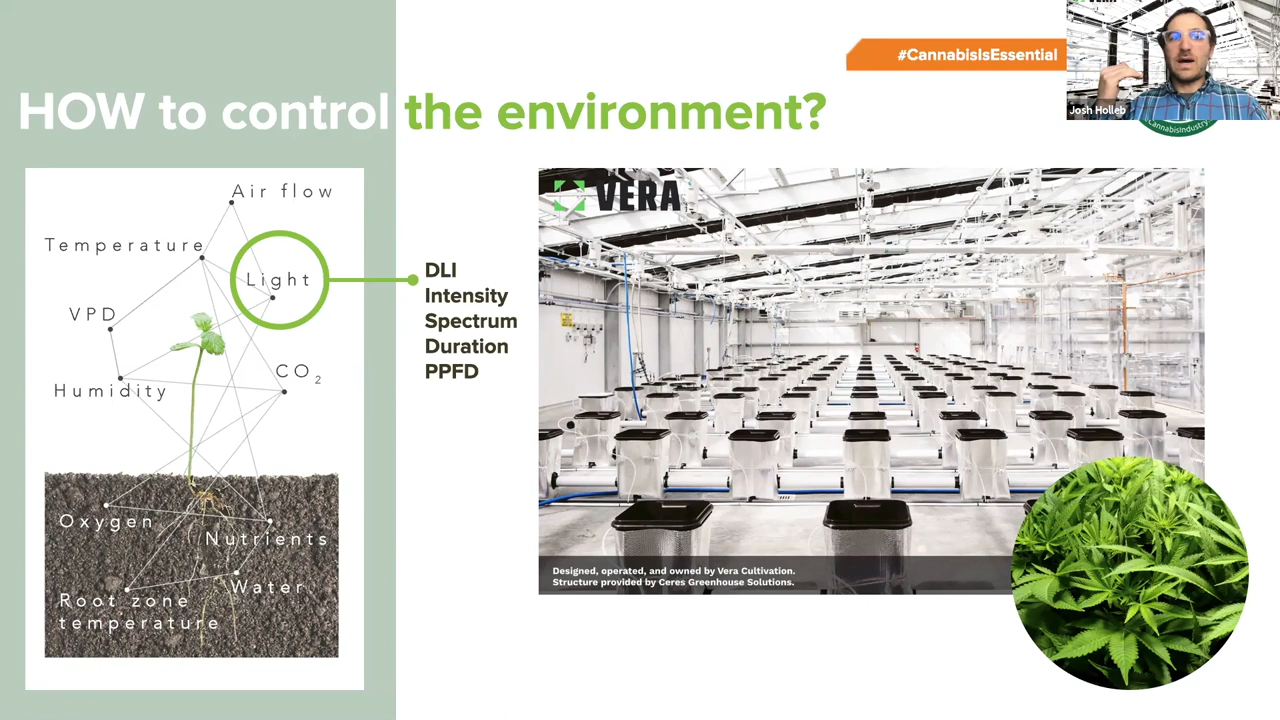 #CannabisIsEssential
Josh Holleb
#CannabisIndustry
HOW to control the environment?
Air flow
Temperature
Light
VPD
CO2
Humidity
Oxygen
Nutrients
Water
Root zone
temperature
DLI
Intensity
Spectrum
Duration
PPFD
VERA
Designed, operated, and owned by Vera Cultivation.
Structure provided by Ceres Greenhouse Solutions.